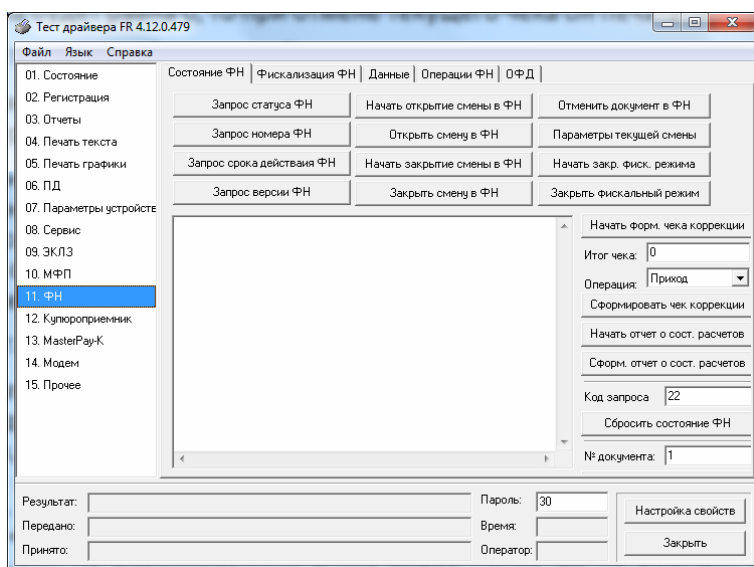 Тест драйвера FR 4.12.0.479
Файл Язык Справка
01. Состояние
02. Регистрация
03. Отчеты
04. Печать текста
05. Печать графики
06. ПД
07. Параметры устройств
08. Сервис
09. ЭКЛЗ
10. МФП
11. ФН
12. Купюроприемник
13. MasterPay-K
14. Модем
15. Прочее
Состояние ФН Фискализация ФН Данные Операции ФН ОФД
Запрос статуса ФН Начать открытие смены в ФН Отменить документ в ФН
Запрос номера ФН Открыть смену в ФН Параметры текущей смены
Запрос срока действаия ФН Начать закрытие смены в ФН Начать закр. фиск. режима
Запрос версии ФН Закрыть смену в ФН Закрыть фискальный режим
Начать форм. чека коррекции
Итог чека: 0
Операция: Приход
Сформировать чек коррекции
Начать отчет о сост. расчетов
Сформ. отчет о сост. расчетов
Код запроса 22
Сбросить состояние ФН
№ документа: 1
Результат: Пароль: 30 Настройка свойств
Передано: Время:
Принято: Оператор: Закрыть